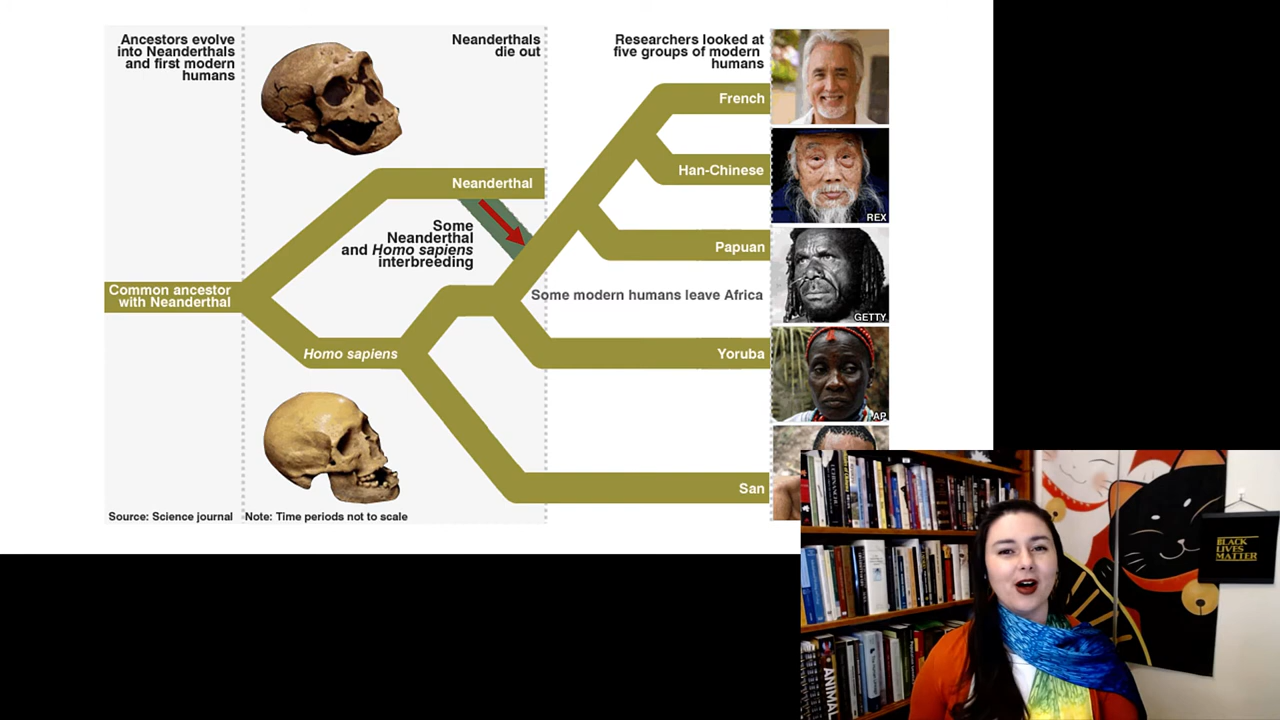 Ancestors evolve
into Neanderthals
and first modern
humans
Neanderthals
die out
Researchers looked at
five groups of modern
humans
French
Han-Chinese
REX
Neanderthal
Some
Neanderthal
and Homo sapiens
interbreeding
Papuan
GETTY
Common ancestor
with Neanderthal
Some modern humans leave Africa
Homo sapiens
Yoruba
AP
San
Source: Science journal
Note: Time periods not to scale
BLACK
LIVES
MATTER
ANIMAL